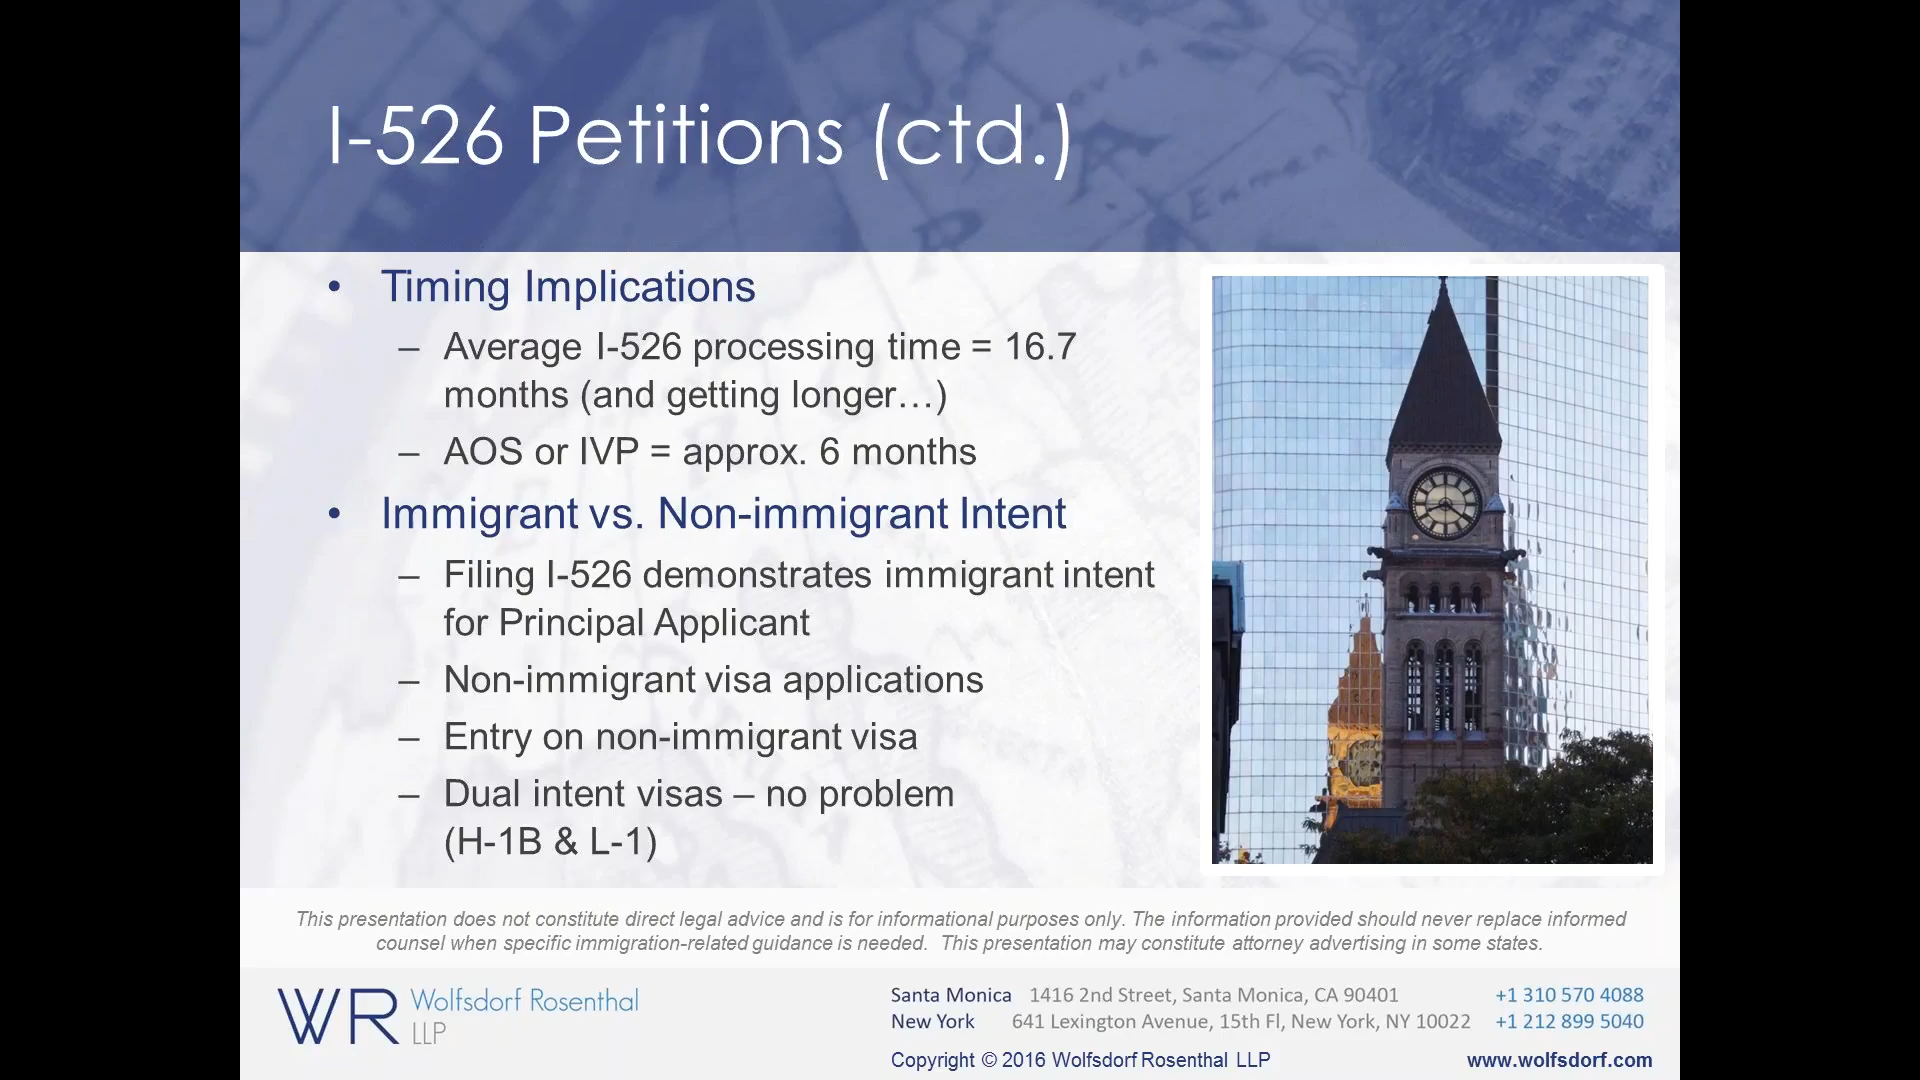 I-526 Petitions (ctd.)
• Timing Implications
– Average I-526 processing time = 16.7
months (and getting longer…)
– AOS or IVP = approx. 6 months
• Immigrant vs. Non-immigrant Intent
– Filing I-526 demonstrates immigrant intent
for Principal Applicant
– Non-immigrant visa applications
– Entry on non-immigrant visa
– Dual intent visas – no problem
(H-1B & L-1)
This presentation does not constitute direct legal advice and is for informational purposes only. The information provided should never replace informed
counsel when specific immigration-related guidance is needed. This presentation may constitute attorney advertising in some states.
WR Wolfsdorf Rosenthal
LLP
Santa Monica 1416 2nd Street, Santa Monica, CA 90401 +1 310 570 4088
New York 641 Lexington Avenue, 15th Fl, New York, NY 10022 +1 212 899 5040
Copyright © 2016 Wolfsdorf Rosenthal LLP www.wolfsdorf.com